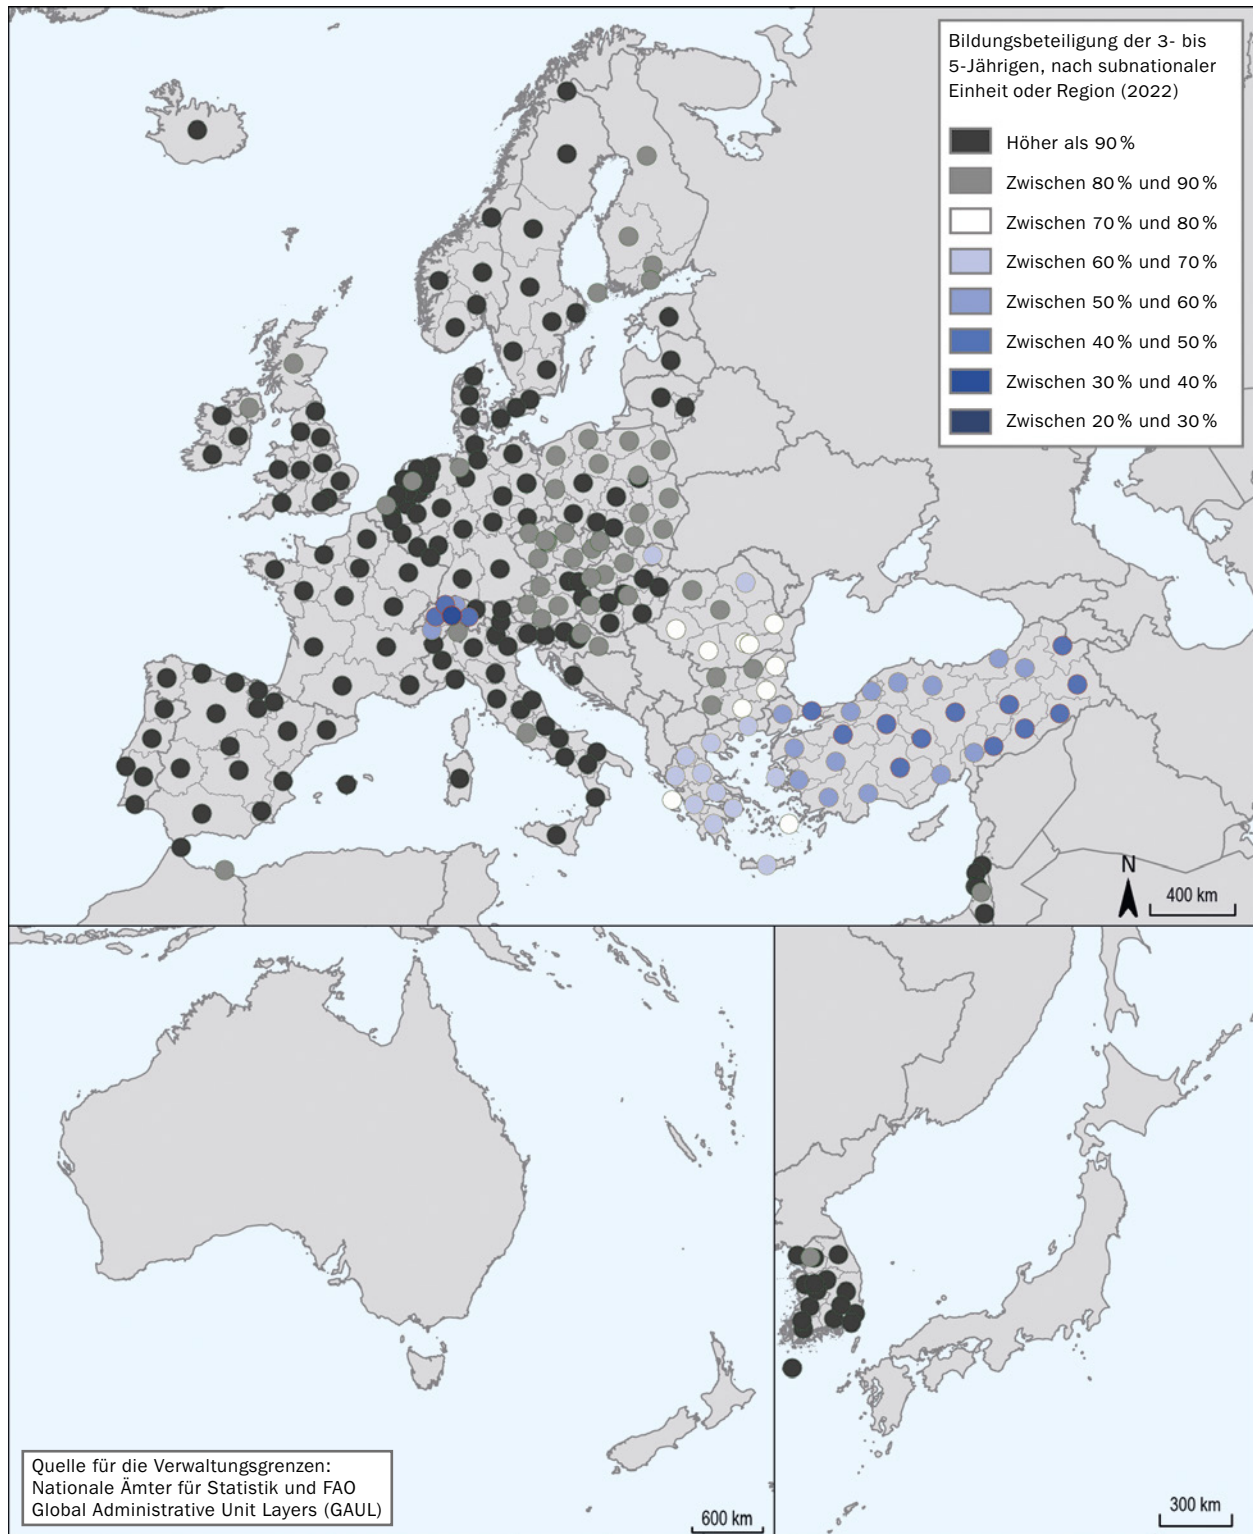 Bildungsbeteiligung der 3- bis
5-Jährigen, nach subnationaler
Einheit oder Region (2022)
Höher als 90 %
Zwischen 80 % und 90 %
Zwischen 70 % und 80 %
Zwischen 60 % und 70 %
Zwischen 50 % und 60 %
Zwischen 40 % und 50 %
Zwischen 30 % und 40 %
Zwischen 20 % und 30 %
N
400 km
Quelle für die Verwaltungsgrenzen:
Nationale Ämter für Statistik und FAO
Global Administrative Unit Layers (GAUL)
600 km
300 km